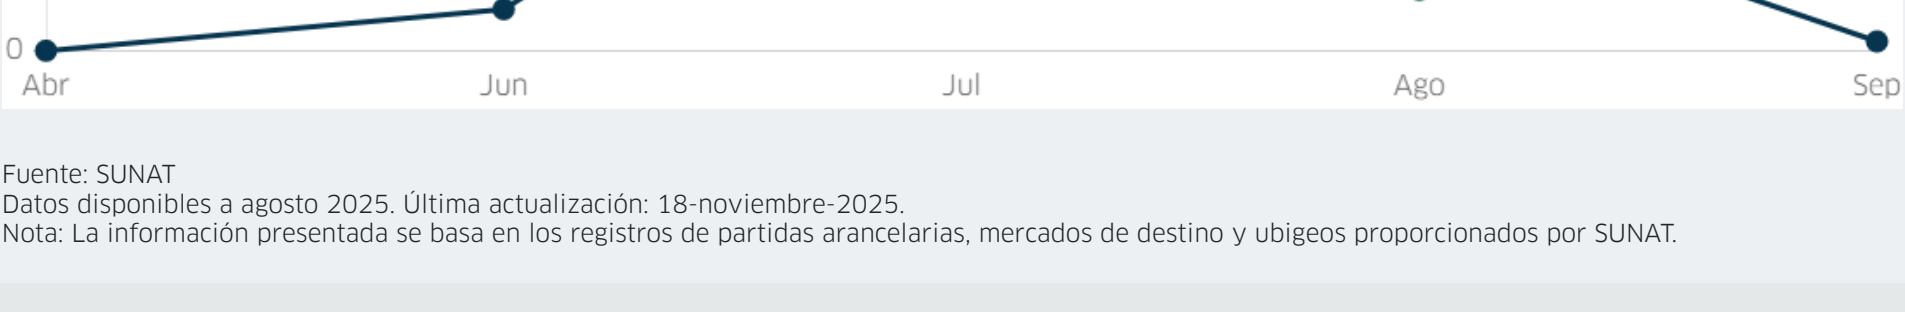 0
Abr Jun Jul Ago Sep
Fuente: SUNAT
Datos disponibles a agosto 2025. Última actualización: 18-noviembre-2025.
Nota: La información presentada se basa en los registros de partidas arancelarias, mercados de destino y ubigeos proporcionados por SUNAT.